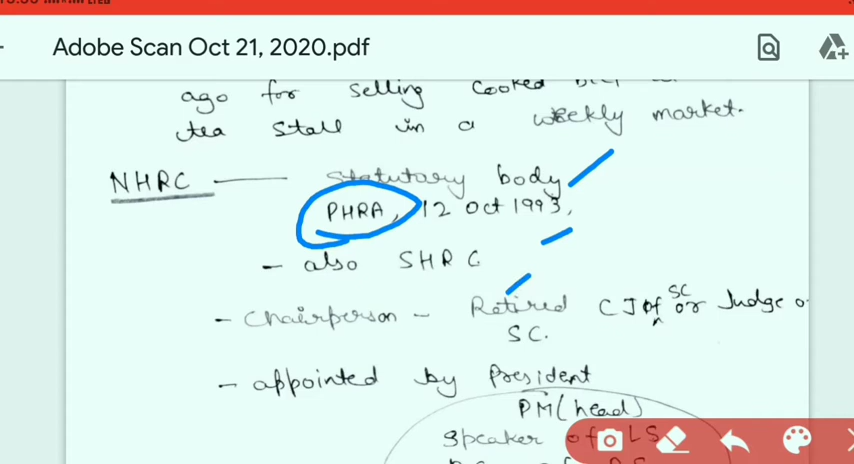 Adobe Scan Oct 21, 2020.pdf
ago for selling cooked
tea stall in a weekly market.
NHRC — statutary body
PHRA, 12 Oct 1993,
- also SHRC
- Chairperson - Retired CJ of SC or Judge o
SC.
- appointed by President
PM (head)
Speaker of LS